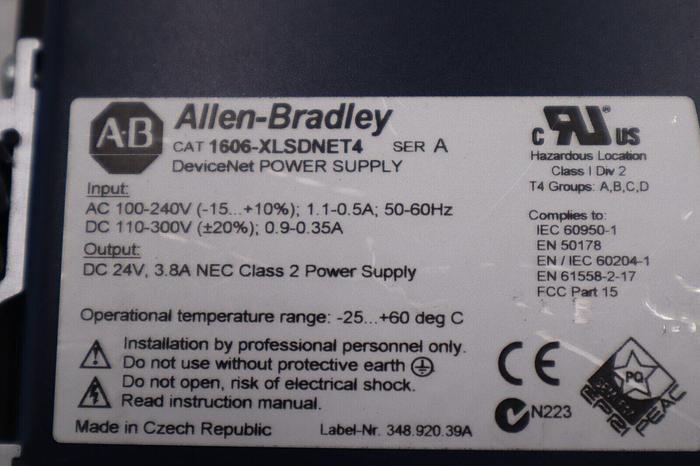 A-B Allen-Bradley
CAT 1606-XLSDNET4 SER A
DeviceNet POWER SUPPLY
Input:
AC 100-240V (-15...+10%); 1.1-0.5A; 50-60Hz
DC 110-300V (±20%); 0.9-0.35A
Output:
DC 24V, 3.8A NEC Class 2 Power Supply
Operational temperature range: -25...+60 deg C
Installation by professional personnel only.
Do not use without protective earth
Do not open, risk of electrical shock.
Read instruction manual.
Made in Czech Republic Label-Nr. 348.920.39A
c UR US
Hazardous Location
Class I Div 2
T4 Groups: A,B,C,D
Complies to:
IEC 60950-1
EN 50178
EN / IEC 60204-1
EN 61558-2-17
FCC Part 15
CE
N223
PQ
EPRI PEAC